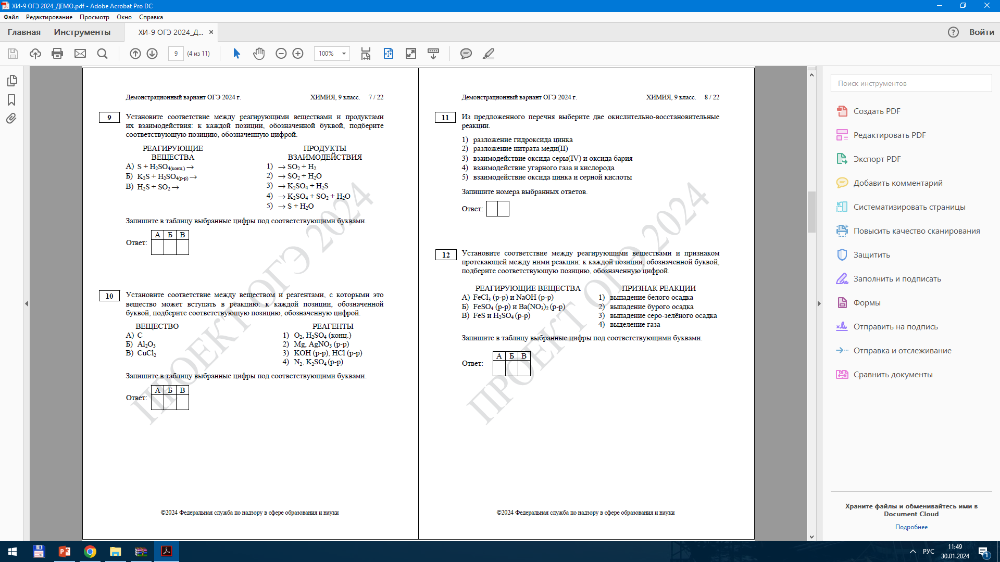 ХИ-9 ОГЭ 2024_ДЕМО.pdf - Adobe Acrobat Pro DC
Файл Редактирование Просмотр Окно Справка
Главная Инструменты ХИ-9 ОГЭ 2024_Д... × Войти
9 (4 из 11) 100%
Демонстрационный вариант ОГЭ 2024 г. ХИМИЯ, 9 класс. 7 / 22
9 Установите соответствие между реагирующими веществами и продуктами
их взаимодействия: к каждой позиции, обозначенной буквой, подберите
соответствующую позицию, обозначенную цифрой.
РЕАГИРУЮЩИЕ ПРОДУКТЫ
ВЕЩЕСТВА ВЗАИМОДЕЙСТВИЯ
А) S + H₂SO₄(конц.) → 1) → SO₂ + H₂
Б) K₂S + H₂SO₄(р-р) → 2) → SO₂ + H₂O
В) H₂S + SO₂ → 3) → K₂SO₄ + H₂S
4) → K₂SO₄ + SO₂ + H₂O
5) → S + H₂O
Запишите в таблицу выбранные цифры под соответствующими буквами.
А Б В
Ответ:
10 Установите соответствие между веществом и реагентами, с которыми это
вещество может вступать в реакцию: к каждой позиции, обозначенной
буквой, подберите соответствующую позицию, обозначенную цифрой.
ВЕЩЕСТВО РЕАГЕНТЫ
А) C 1) O₂, H₂SO₄ (конц.)
Б) Al₂O₃ 2) Mg, AgNO₃ (р-р)
В) CuCl₂ 3) KOH (р-р), HCl (р-р)
4) N₂, K₂SO₄ (р-р)
Запишите в таблицу выбранные цифры под соответствующими буквами.
А Б В
Ответ:
©2024 Федеральная служба по надзору в сфере образования и науки
ПРОЕКТ ОГЭ 2024
Демонстрационный вариант ОГЭ 2024 г. ХИМИЯ, 9 класс. 8 / 22
11 Из предложенного перечня выберите две окислительно-восстановительные
реакции.
1) разложение гидроксида цинка
2) разложение нитрата меди(II)
3) взаимодействие оксида серы(IV) и оксида бария
4) взаимодействие угарного газа и кислорода
5) взаимодействие оксида цинка и серной кислоты
Запишите номера выбранных ответов.
Ответ:
12 Установите соответствие между реагирующими веществами и признаком
протекающей между ними реакции: к каждой позиции, обозначенной буквой,
подберите соответствующую позицию, обозначенную цифрой.
РЕАГИРУЮЩИЕ ВЕЩЕСТВА ПРИЗНАК РЕАКЦИИ
А) FeCl₃ (р-р) и NaOH (р-р) 1) выпадение белого осадка
Б) FeSO₄ (р-р) и Ba(NO₃)₂ (р-р) 2) выпадение бурого осадка
В) FeS и H₂SO₄ (р-р) 3) выпадение серо-зелёного осадка
4) выделение газа
Запишите в таблицу выбранные цифры под соответствующими буквами.
А Б В
Ответ:
©2024 Федеральная служба по надзору в сфере образования и науки
ПРОЕКТ ОГЭ 2024
Поиск инструментов
Создать PDF
Редактировать PDF
Экспорт PDF
Добавить комментарий
Систематизировать страницы
Повысить качество сканирования
Защитить
Заполнить и подписать
Формы
Отправить на подпись
Отправка и отслеживание
Сравнить документы
Храните файлы и обменивайтесь ими в
Document Cloud
Подробнее
РУС 11:49
30.01.2024 1